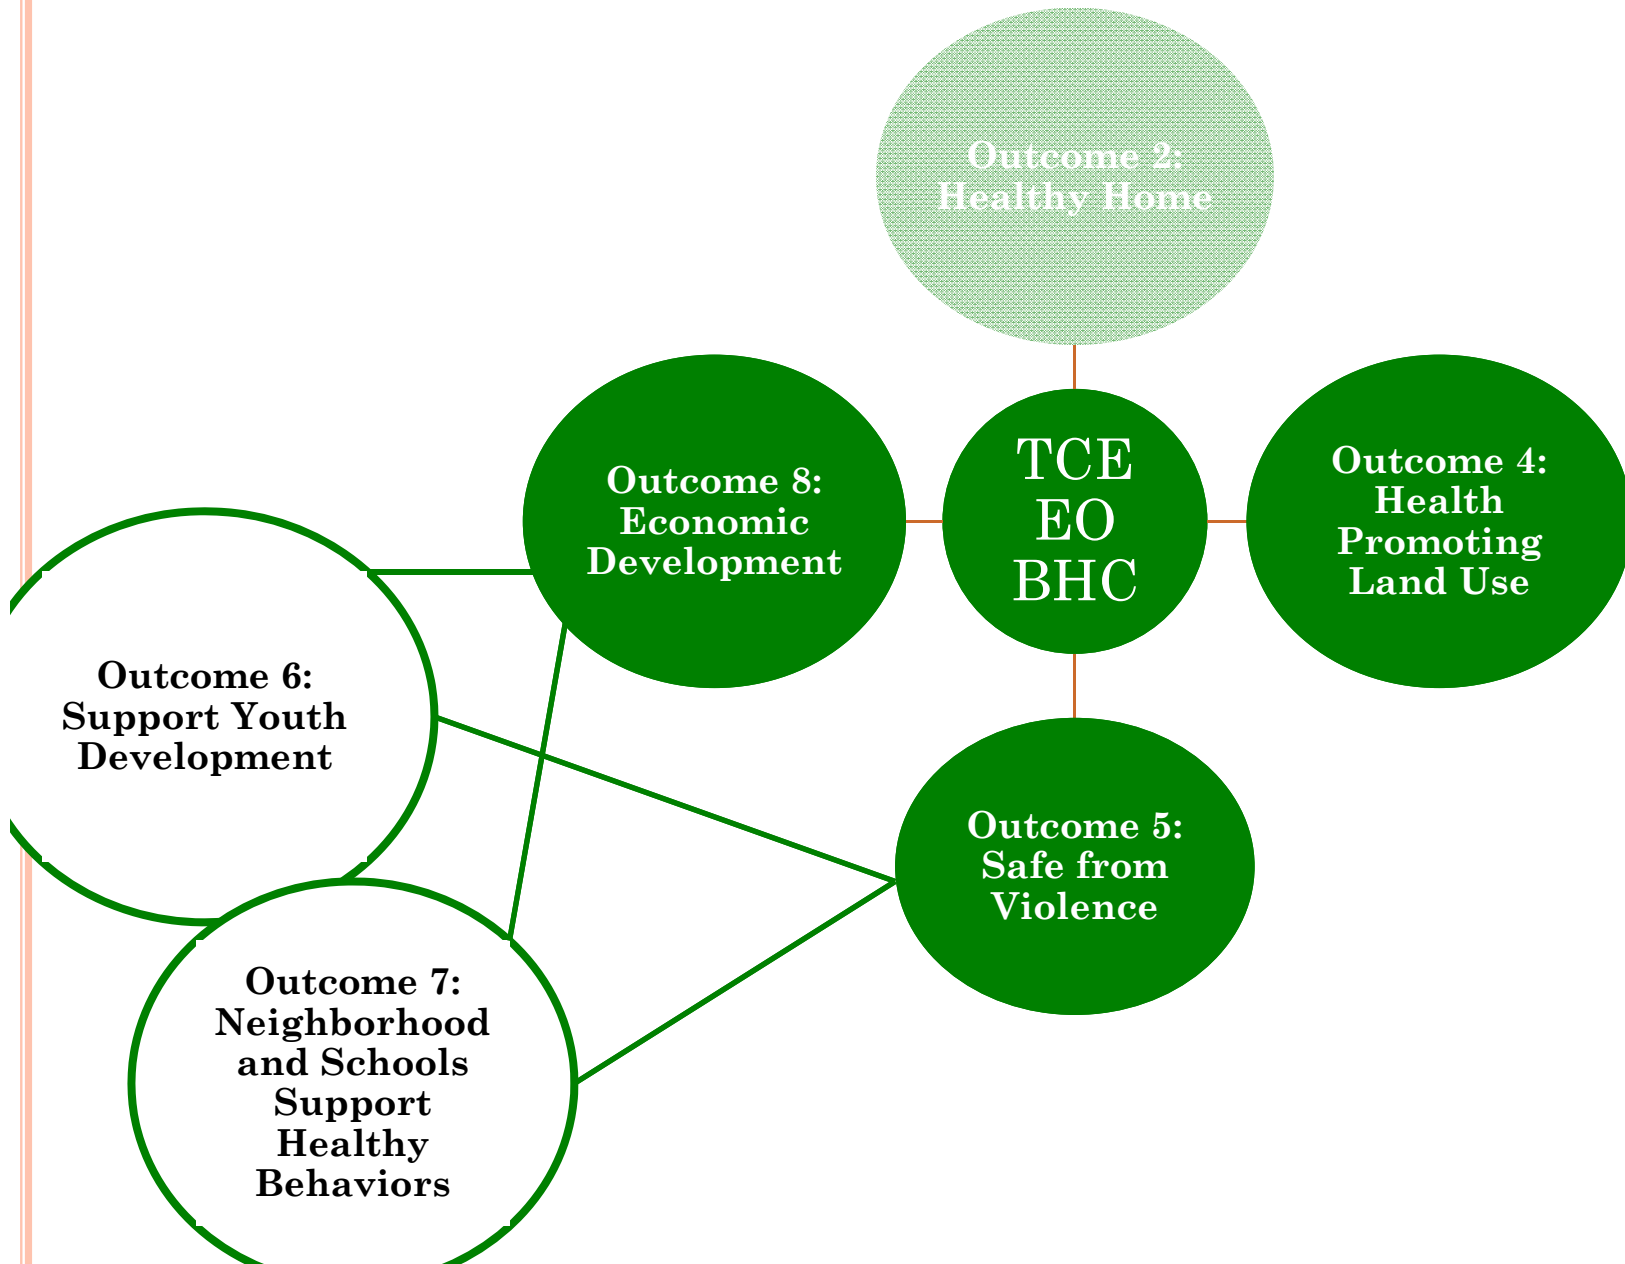 Outcome 2:
Healthy Home
Outcome 8:
Economic
Development
TCE
EO
BHC
Outcome 4:
Health
Promoting
Land Use
Outcome 6:
Support Youth
Development
Outcome 5:
Safe from
Violence
Outcome 7:
Neighborhood
and Schools
Support
Healthy
Behaviors